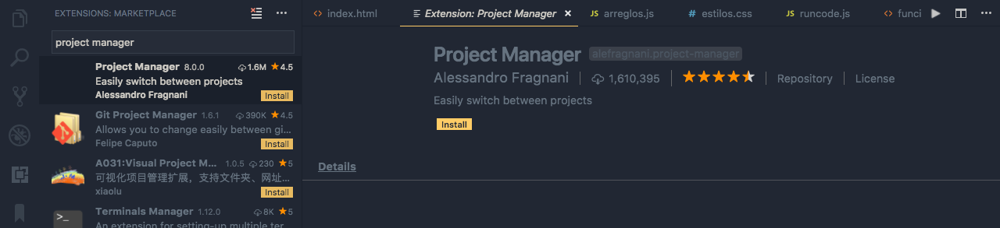 EXTENSIONS: MARKETPLACE
project manager
Project Manager 8.0.0 1.6M 4.5
Easily switch between projects
Alessandro Fragnani Install
Git Project Manager 1.6.1 390K 4.5
Allows you to change easily between gi...
Felipe Caputo Install
A031:Visual Project M... 1.0.5 230 5
可视化项目管理扩展，支持文件夹、网址...
xiaolu Install
Terminals Manager 1.12.0 8K 5
An extension for setting-up multiple ter...
index.html Extension: Project Manager arreglos.js estilos.css runcode.js funci
Project Manager alefragnani.project-manager
Alessandro Fragnani 1,610,395 Repository License
Easily switch between projects
Install
Details